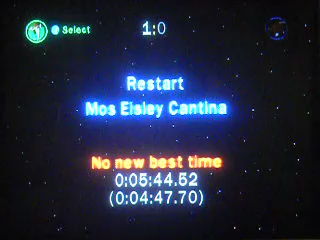 Select
1:0
Restart
Mos Eisley Cantina
No new best time
0:05:44.52
(0:04:47.70)